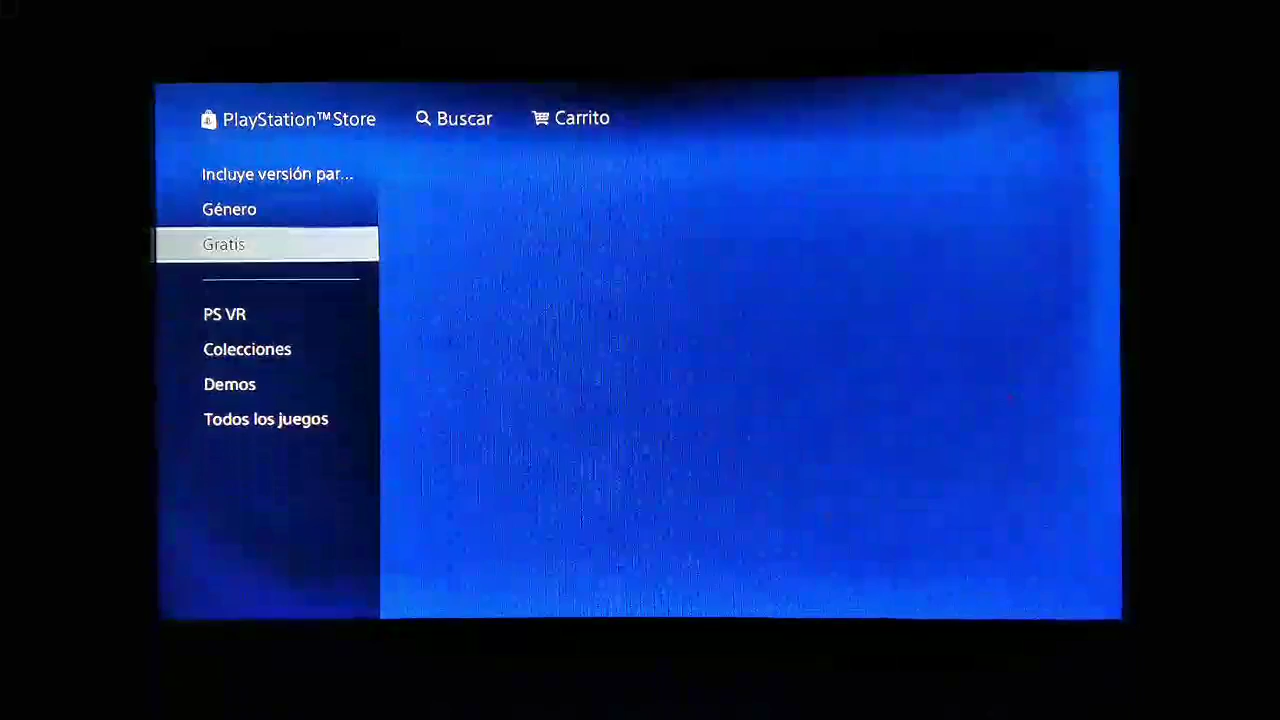 PlayStation™Store Buscar Carrito
Incluye versión par...
Género
Gratis
PS VR
Colecciones
Demos
Todos los juegos